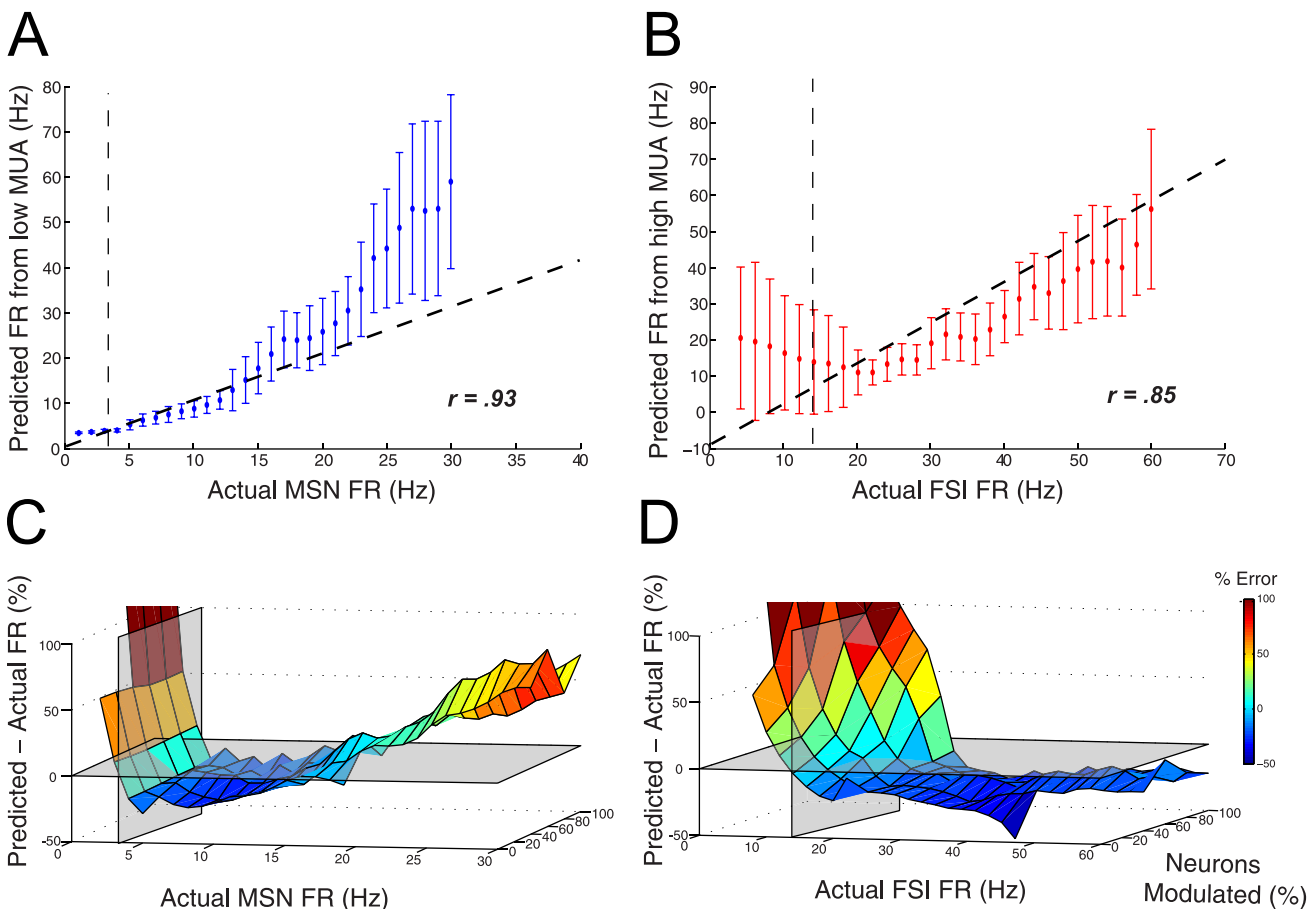 A
B
Predicted FR from low MUA (Hz)
80
70
60
50
40
30
20
10
0
0 5 10 15 20 25 30 35 40
Actual MSN FR (Hz)
r = .93
Predicted FR from high MUA (Hz)
90
80
70
60
50
40
30
20
10
0
−10
0 10 20 30 40 50 60 70
Actual FSI FR (Hz)
r = .85
C
D
Predicted – Actual FR (%)
100
50
0
-50
0 5 10 15 20 25 30
0 20 40 60 80 100
Actual MSN FR (Hz)
Predicted – Actual FR (%)
100
50
0
-50
0 10 20 30 40 50 60
0 20 40 60 80 100
Actual FSI FR (Hz)
Neurons
Modulated (%)
% Error
100
50
0
−50